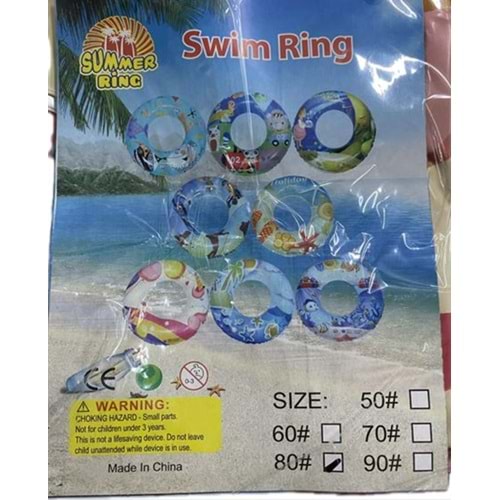 SUMMER
RING
Swim Ring
CE
0-3
⚠ WARNING:
CHOKING HAZARD - Small parts.
Not for children under 3 years.
This is not a lifesaving device. Do not leave
child unattended while device is in use.
Made In China
SIZE: 50#
60# 70#
80# 90#